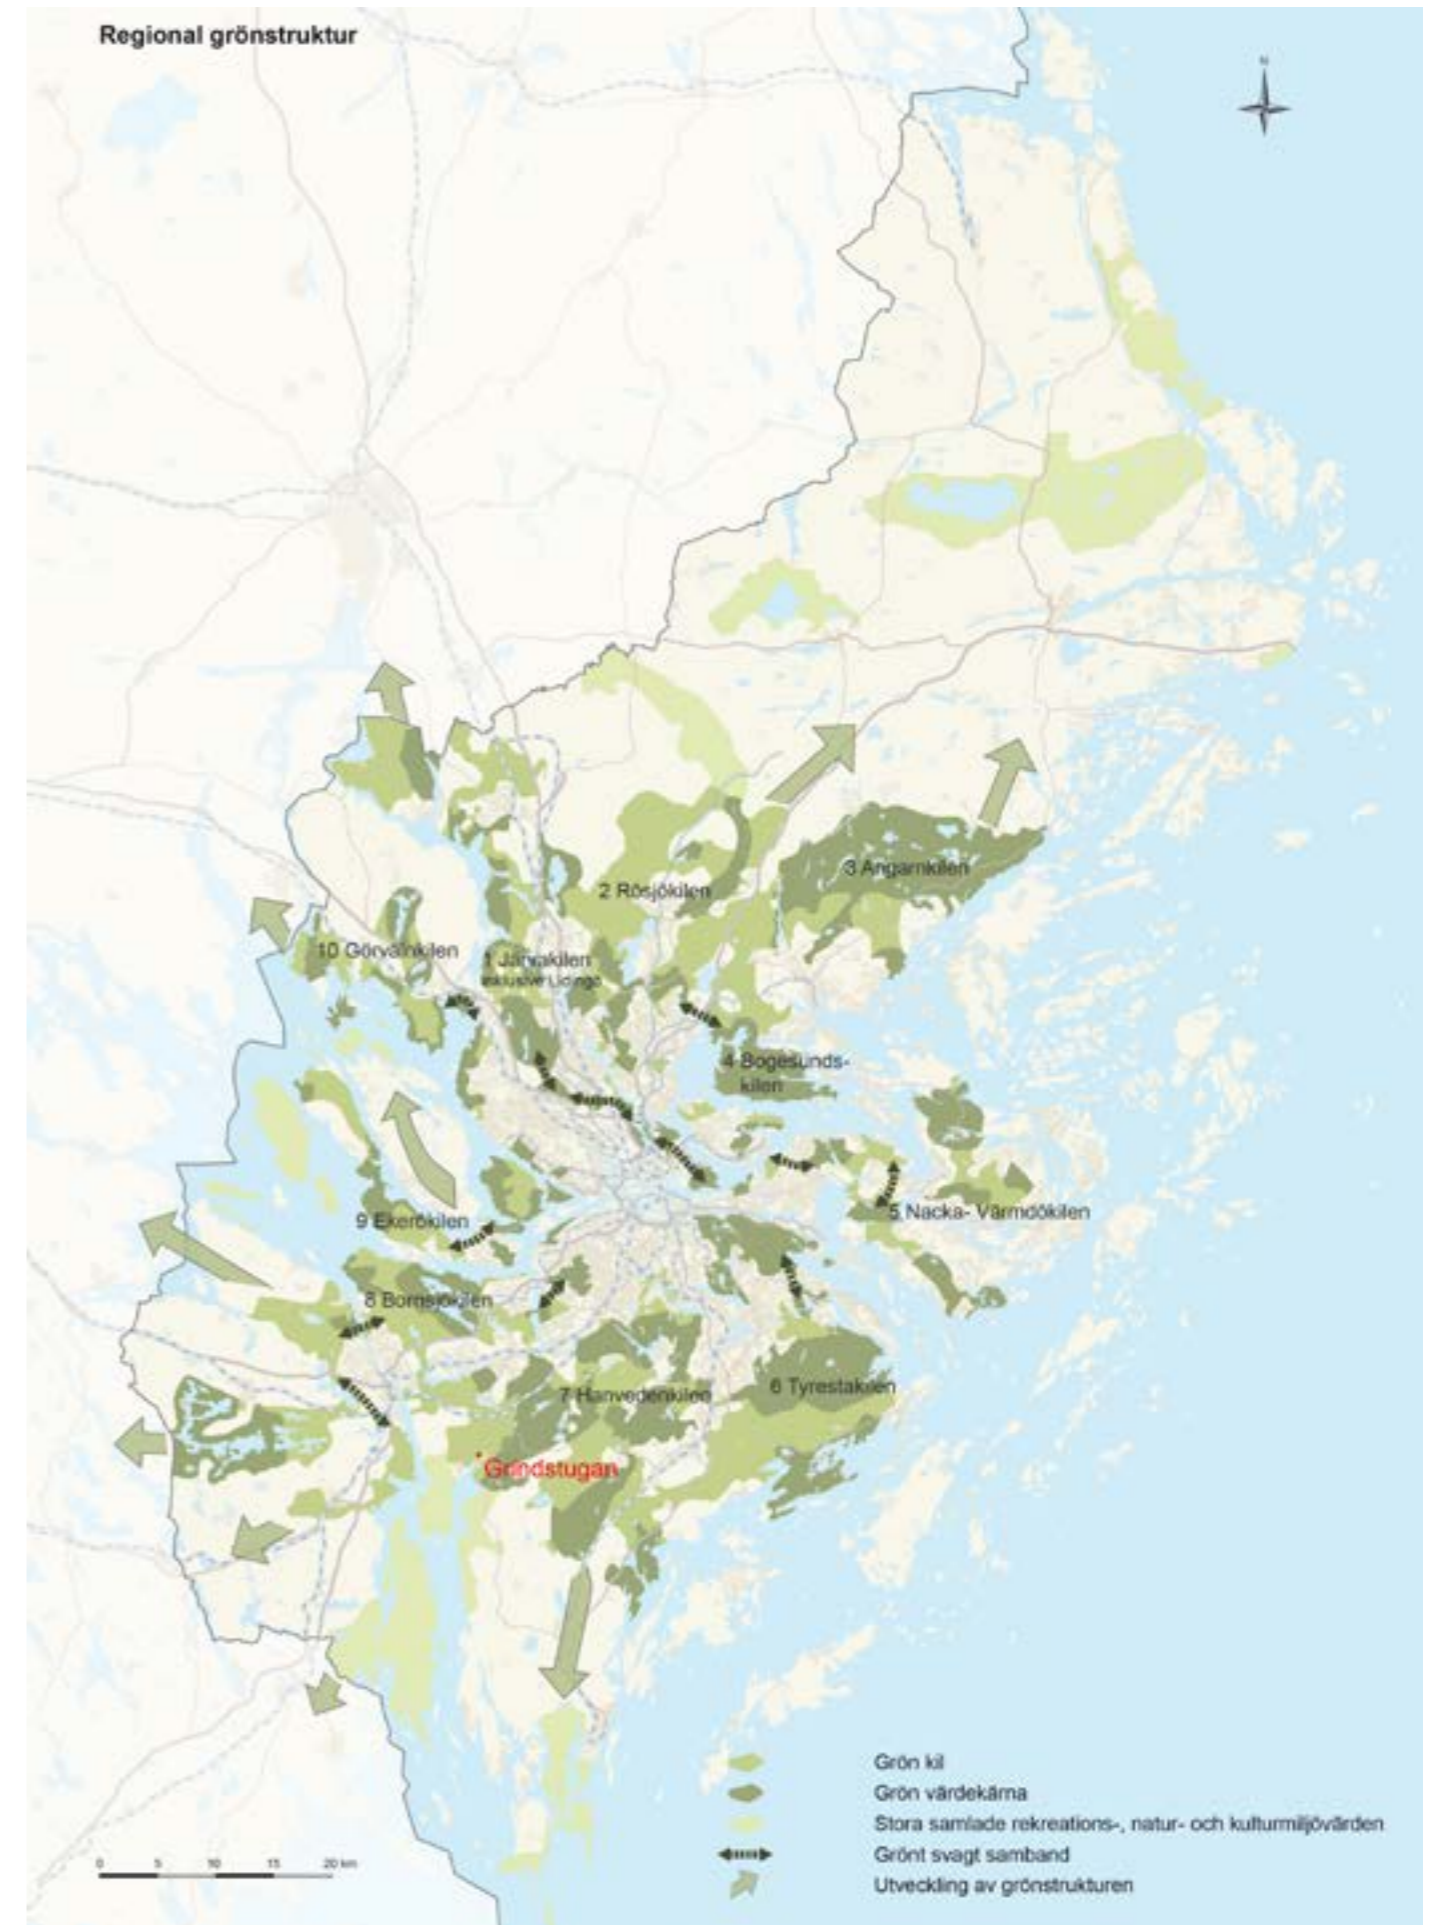 Regional grönstruktur
N
3 Angarnkilen
2 Rösjökilen
10 Görvälnkilen
1 Järvakilen
inklusive Lidingö
4 Bogesunds-
kilen
5 Nacka- Värmdökilen
9 Ekerökilen
8 Bornsjökilen
7 Hanvedenkilen
6 Tyrestakilen
Grindstugan
Grön kil
Grön värdekärna
Stora samlade rekreations-, natur- och kulturmiljövärden
Grönt svagt samband
Utveckling av grönstrukturen
0 5 10 15 20 km